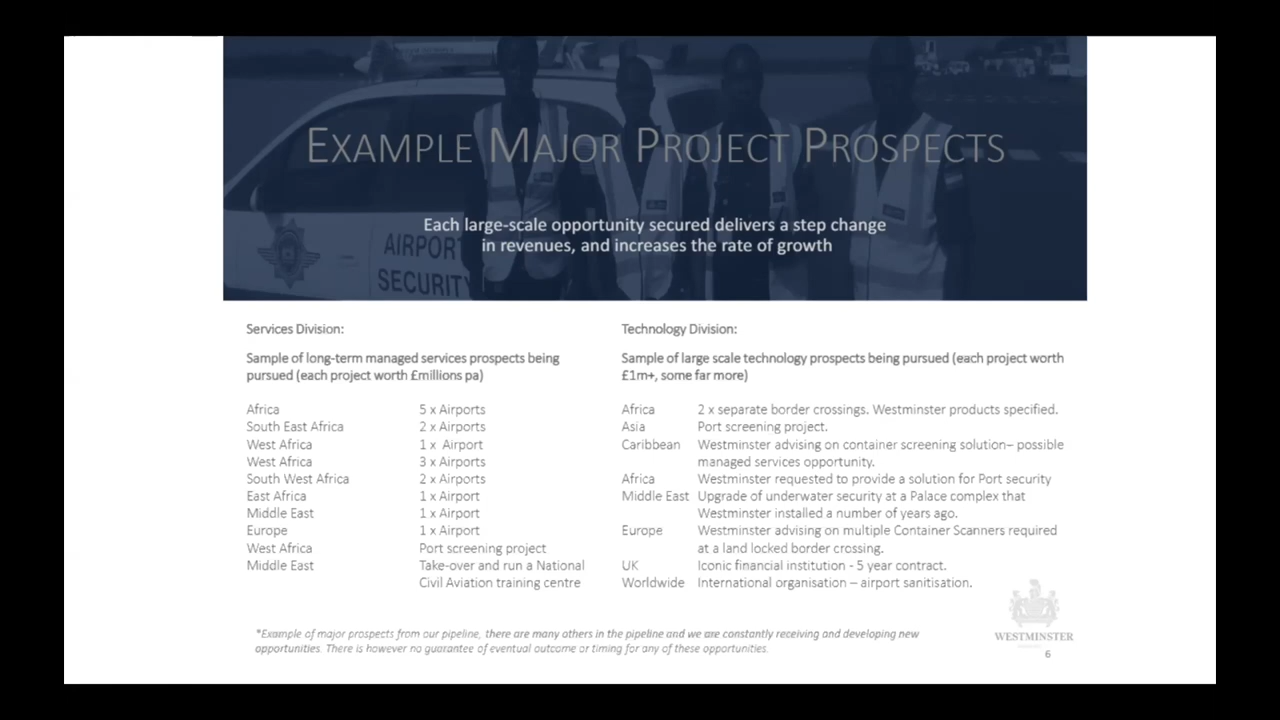 EXAMPLE MAJOR PROJECT PROSPECTS
Each large-scale opportunity secured delivers a step change
in revenues, and increases the rate of growth
AIRPORT
SECURITY
Services Division:
Sample of long-term managed services prospects being
pursued (each project worth £millions pa)
Africa 5 x Airports
South East Africa 2 x Airports
West Africa 1 x Airport
West Africa 3 x Airports
South West Africa 2 x Airports
East Africa 1 x Airport
Middle East 1 x Airport
Europe 1 x Airport
West Africa Port screening project
Middle East Take-over and run a National
Civil Aviation training centre
Technology Division:
Sample of large scale technology prospects being pursued (each project worth
£1m+, some far more)
Africa 2 x separate border crossings. Westminster products specified.
Asia Port screening project.
Caribbean Westminster advising on container screening solution– possible
managed services opportunity.
Africa Westminster requested to provide a solution for Port security
Middle East Upgrade of underwater security at a Palace complex that
Westminster installed a number of years ago.
Europe Westminster advising on multiple Container Scanners required
at a land locked border crossing.
UK Iconic financial institution - 5 year contract.
Worldwide International organisation – airport sanitisation.
*Example of major prospects from our pipeline, there are many others in the pipeline and we are constantly receiving and developing new
opportunities. There is however no guarantee of eventual outcome or timing for any of these opportunities.
WESTMINSTER
6